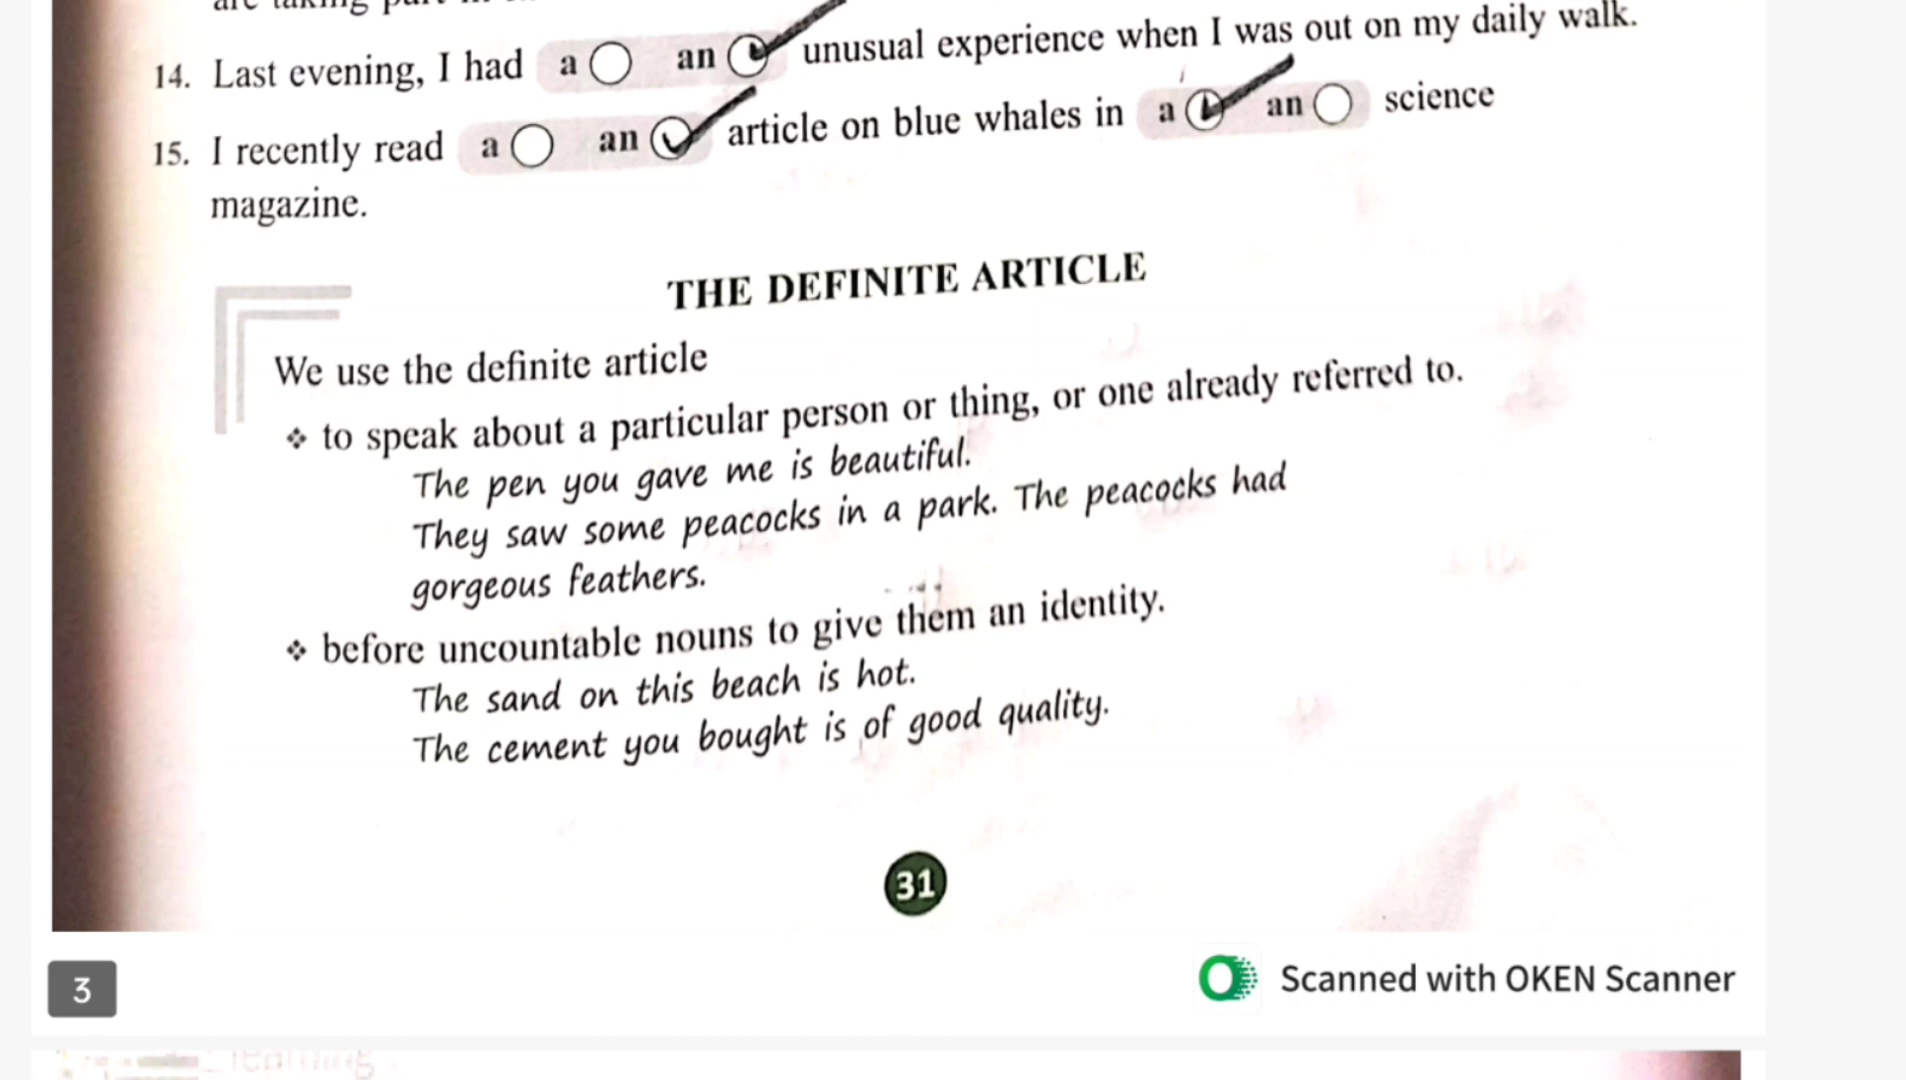 14. Last evening, I had a an unusual experience when I was out on my daily walk.
15. I recently read a an article on blue whales in a an science
magazine.
THE DEFINITE ARTICLE
We use the definite article
❖ to speak about a particular person or thing, or one already referred to.
The pen you gave me is beautiful.
They saw some peacocks in a park. The peacocks had
gorgeous feathers.
❖ before uncountable nouns to give them an identity.
The sand on this beach is hot.
The cement you bought is of good quality.
31
3
Scanned with OKEN Scanner